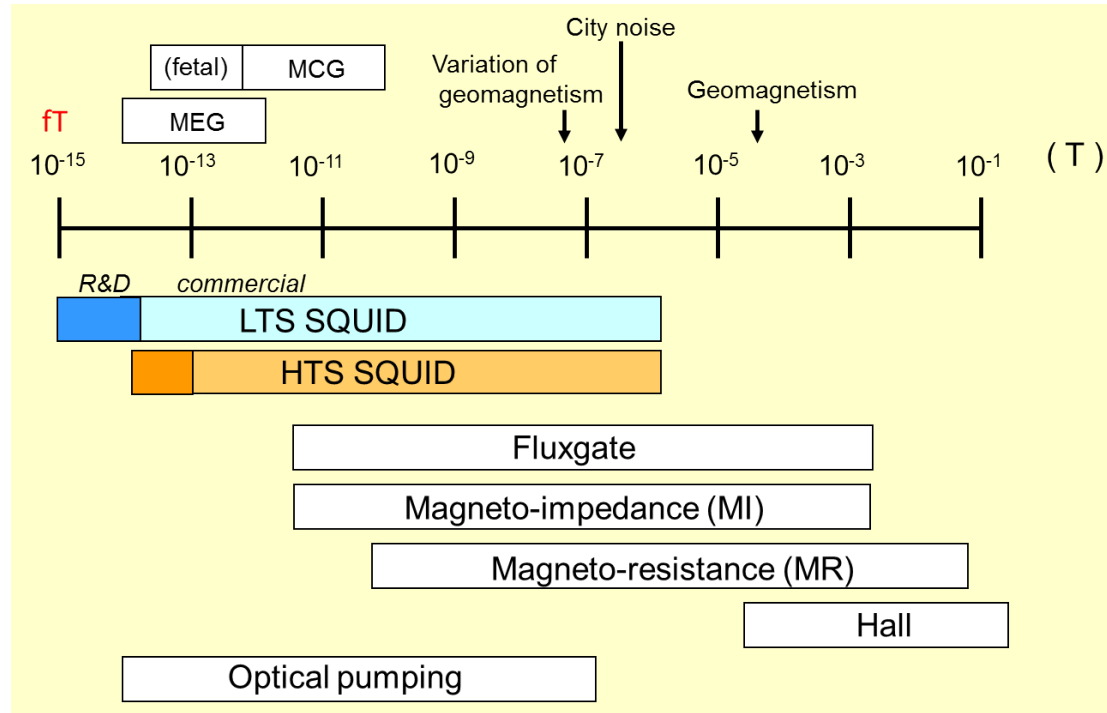 City noise
(fetal) MCG
Variation of
geomagnetism
Geomagnetism
MEG
fT
10⁻¹⁵ 10⁻¹³ 10⁻¹¹ 10⁻⁹ 10⁻⁷ 10⁻⁵ 10⁻³ 10⁻¹ ( T )
R&D commercial
LTS SQUID
HTS SQUID
Fluxgate
Magneto-impedance (MI)
Magneto-resistance (MR)
Hall
Optical pumping